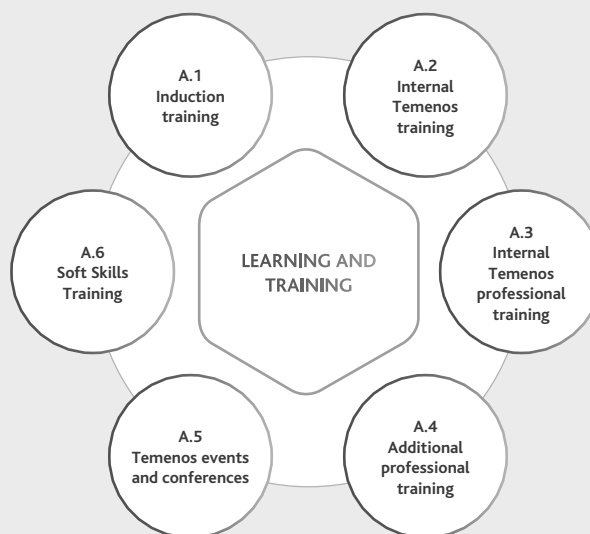 A.1
Induction
training
A.2
Internal
Temenos
training
A.3
Internal
Temenos
professional
training
A.4
Additional
professional
training
A.5
Temenos events
and conferences
A.6
Soft Skills
Training
LEARNING AND
TRAINING